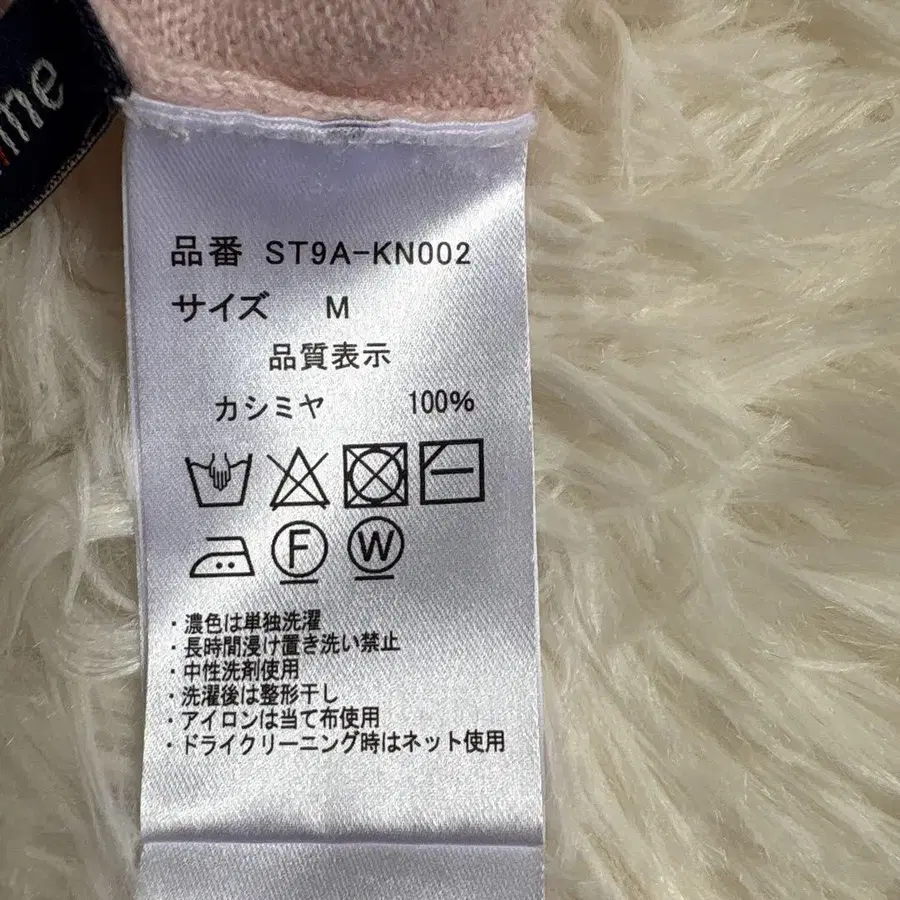 品番 ST9A-KN002
サイズ M
品質表示
カシミヤ 100%
F W
・濃色は単独洗濯
・長時間浸け置き洗い禁止
・中性洗剤使用
・洗濯後は整形干し
・アイロンは当て布使用
・ドライクリーニング時はネット使用